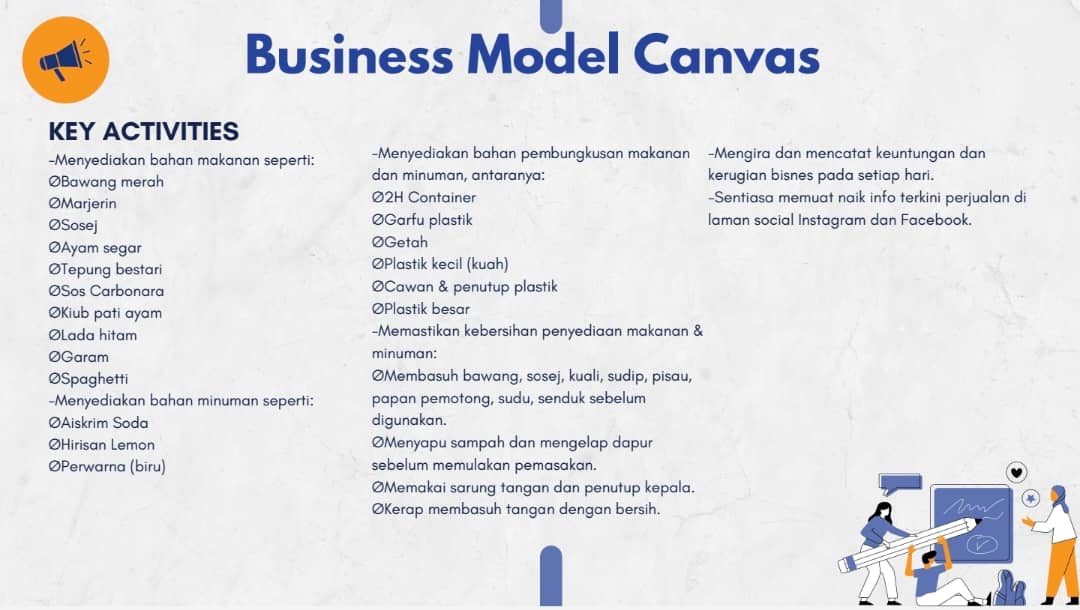 Business Model Canvas
KEY ACTIVITIES
-Menyediakan bahan makanan seperti:
ØBawang merah
ØMarjerin
ØSosej
ØAyam segar
ØTepung bestari
ØSos Carbonara
ØKiub pati ayam
ØLada hitam
ØGaram
ØSpaghetti
-Menyediakan bahan minuman seperti:
ØAiskrim Soda
ØHirisan Lemon
ØPerwarna (biru)
-Menyediakan bahan pembungkusan makanan
dan minuman, antaranya:
Ø2H Container
ØGarfu plastik
ØGetah
ØPlastik kecil (kuah)
ØCawan & penutup plastik
ØPlastik besar
-Memastikan kebersihan penyediaan makanan &
minuman:
ØMembasuh bawang, sosej, kuali, sudip, pisau,
papan pemotong, sudu, senduk sebelum
digunakan.
ØMenyapu sampah dan mengelap dapur
sebelum memulakan pemasakan.
ØMemakai sarung tangan dan penutup kepala.
ØKerap membasuh tangan dengan bersih.
-Mengira dan mencatat keuntungan dan
kerugian bisnes pada setiap hari.
-Sentiasa memuat naik info terkini perjualan di
laman social Instagram dan Facebook.